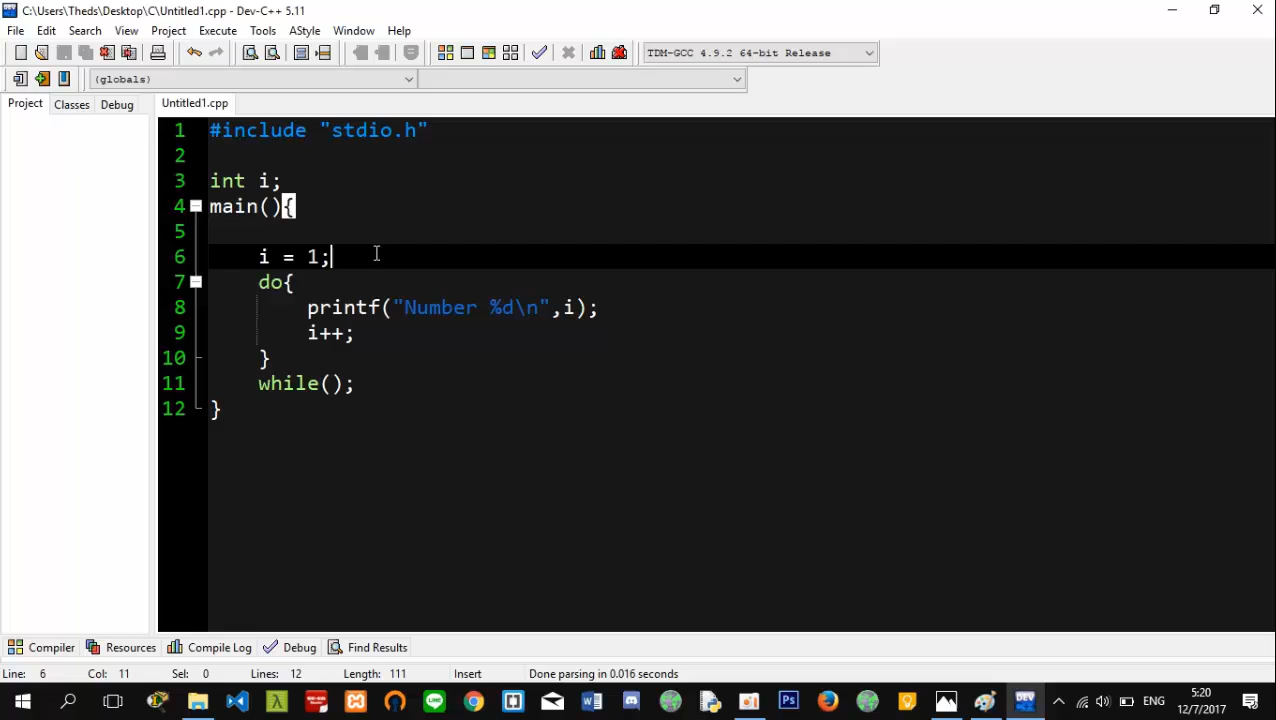 C:\Users\Theds\Desktop\C\Untitled1.cpp - Dev-C++ 5.11
File Edit Search View Project Execute Tools AStyle Window Help
TDM-GCC 4.9.2 64-bit Release
(globals)
Project Classes Debug Untitled1.cpp
1 #include "stdio.h"
2
3 int i;
4 main(){
5
6 i = 1;
7 do{
8 printf("Number %d\n",i);
9 i++;
10 }
11 while();
12 }
Compiler Resources Compile Log Debug Find Results
Line: 6 Col: 11 Sel: 0 Lines: 12 Length: 111 Insert Done parsing in 0.016 seconds
ENG 5:20
12/7/2017